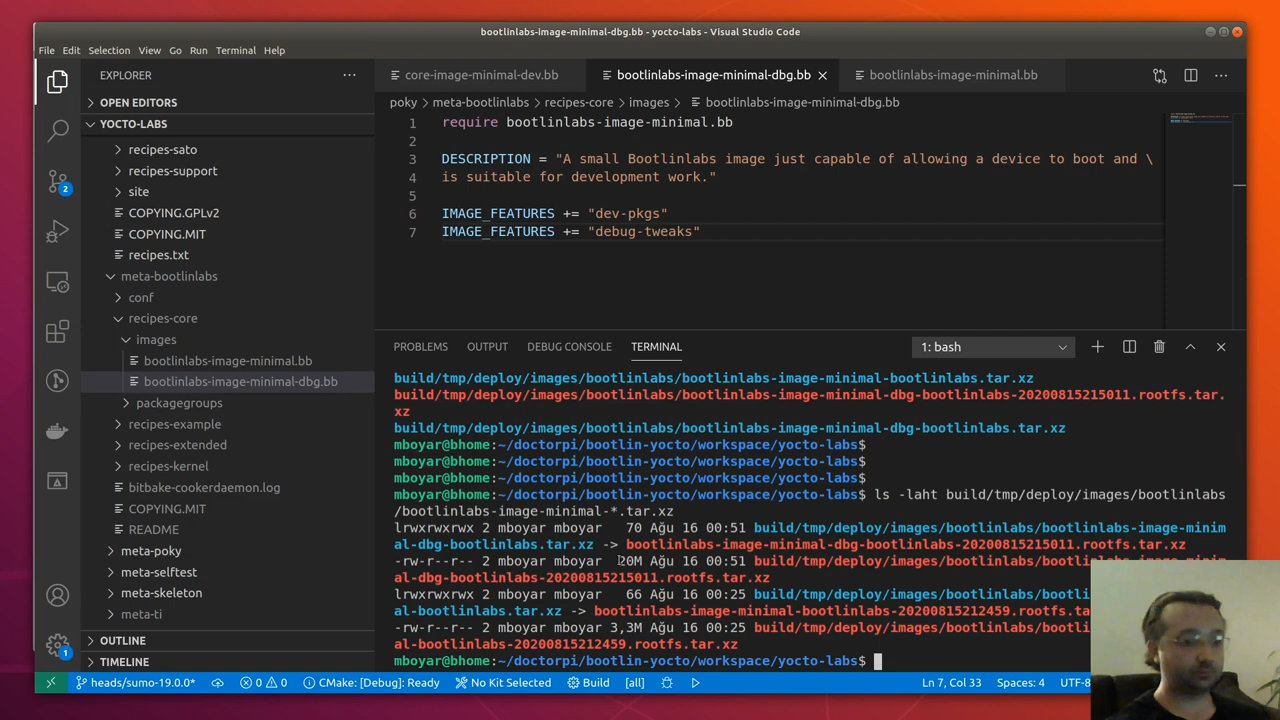 bootlinlabs-image-minimal-dbg.bb - yocto-labs - Visual Studio Code
File Edit Selection View Go Run Terminal Help
EXPLORER
OPEN EDITORS
YOCTO-LABS
recipes-sato
recipes-support
site
COPYING.GPLv2
COPYING.MIT
recipes.txt
meta-bootlinlabs
conf
recipes-core
images
bootlinlabs-image-minimal.bb
bootlinlabs-image-minimal-dbg.bb
packagegroups
recipes-example
recipes-extended
recipes-kernel
bitbake-cookerdaemon.log
COPYING.MIT
README
meta-poky
meta-selftest
meta-skeleton
meta-ti
OUTLINE
TIMELINE
2
1
core-image-minimal-dev.bb bootlinlabs-image-minimal-dbg.bb bootlinlabs-image-minimal.bb
poky > meta-bootlinlabs > recipes-core > images > bootlinlabs-image-minimal-dbg.bb
1 require bootlinlabs-image-minimal.bb
2
3 DESCRIPTION = "A small Bootlinlabs image just capable of allowing a device to boot and \
4 is suitable for development work."
5
6 IMAGE_FEATURES += "dev-pkgs"
7 IMAGE_FEATURES += "debug-tweaks"
PROBLEMS OUTPUT DEBUG CONSOLE TERMINAL 1: bash
build/tmp/deploy/images/bootlinlabs/bootlinlabs-image-minimal-bootlinlabs.tar.xz
build/tmp/deploy/images/bootlinlabs/bootlinlabs-image-minimal-dbg-bootlinlabs-20200815215011.rootfs.tar.
xz
build/tmp/deploy/images/bootlinlabs/bootlinlabs-image-minimal-dbg-bootlinlabs.tar.xz
mboyar@bhome:~/doctorpi/bootlin-yocto/workspace/yocto-labs$
mboyar@bhome:~/doctorpi/bootlin-yocto/workspace/yocto-labs$
mboyar@bhome:~/doctorpi/bootlin-yocto/workspace/yocto-labs$
mboyar@bhome:~/doctorpi/bootlin-yocto/workspace/yocto-labs$ ls -laht build/tmp/deploy/images/bootlinlabs
/bootlinlabs-image-minimal-*.tar.xz
lrwxrwxrwx 2 mboyar mboyar 70 Ağu 16 00:51 build/tmp/deploy/images/bootlinlabs/bootlinlabs-image-minim
al-dbg-bootlinlabs.tar.xz -> bootlinlabs-image-minimal-dbg-bootlinlabs-20200815215011.rootfs.tar.xz
-rw-r--r-- 2 mboyar mboyar 20M Ağu 16 00:51 build/tmp/deploy/images/bootlinlabs/bootlinlabs-image-minim
al-dbg-bootlinlabs-20200815215011.rootfs.tar.xz
lrwxrwxrwx 2 mboyar mboyar 66 Ağu 16 00:25 build/tmp/deploy/images/bootlinlabs/bootli
al-bootlinlabs.tar.xz -> bootlinlabs-image-minimal-bootlinlabs-20200815212459.rootfs.ta
-rw-r--r-- 2 mboyar mboyar 3,3M Ağu 16 00:25 build/tmp/deploy/images/bootlinlabs/bootli
al-bootlinlabs-20200815212459.rootfs.tar.xz
mboyar@bhome:~/doctorpi/bootlin-yocto/workspace/yocto-labs$
heads/sumo-19.0.0* 0 0 CMake: [Debug]: Ready No Kit Selected Build [all] Ln 7, Col 33 Spaces: 4 UTF-8